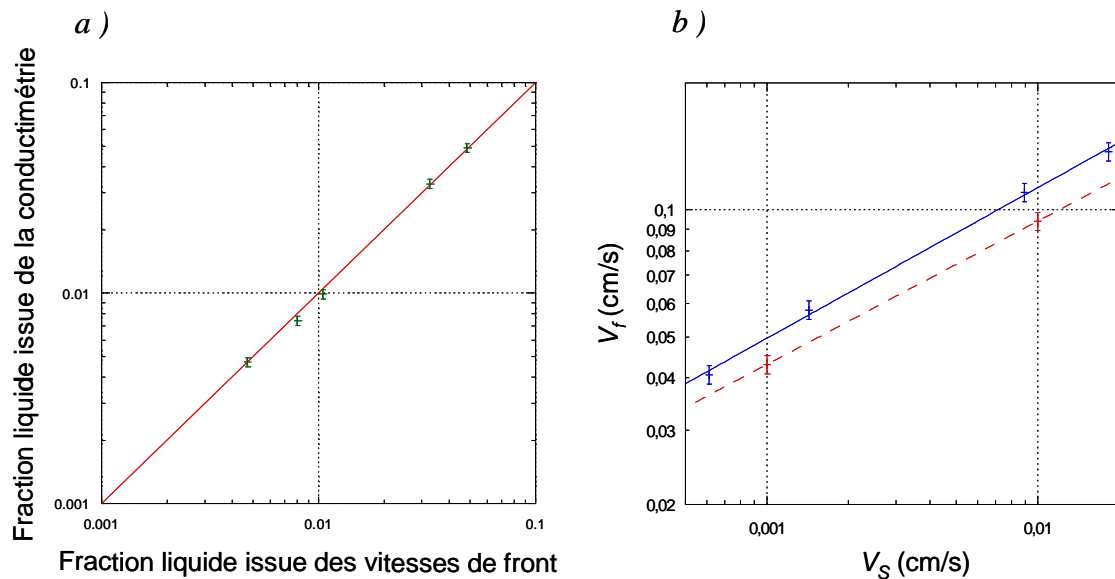 a )
Fraction liquide issue de la conductimétrie
0.1
0.01
0.001
0.001
0.01
0.1
Fraction liquide issue des vitesses de front
b )
V_f (cm/s)
0,1
0,09
0,08
0,07
0,06
0,05
0,04
0,03
0,02
0,001
0,01
V_S (cm/s)